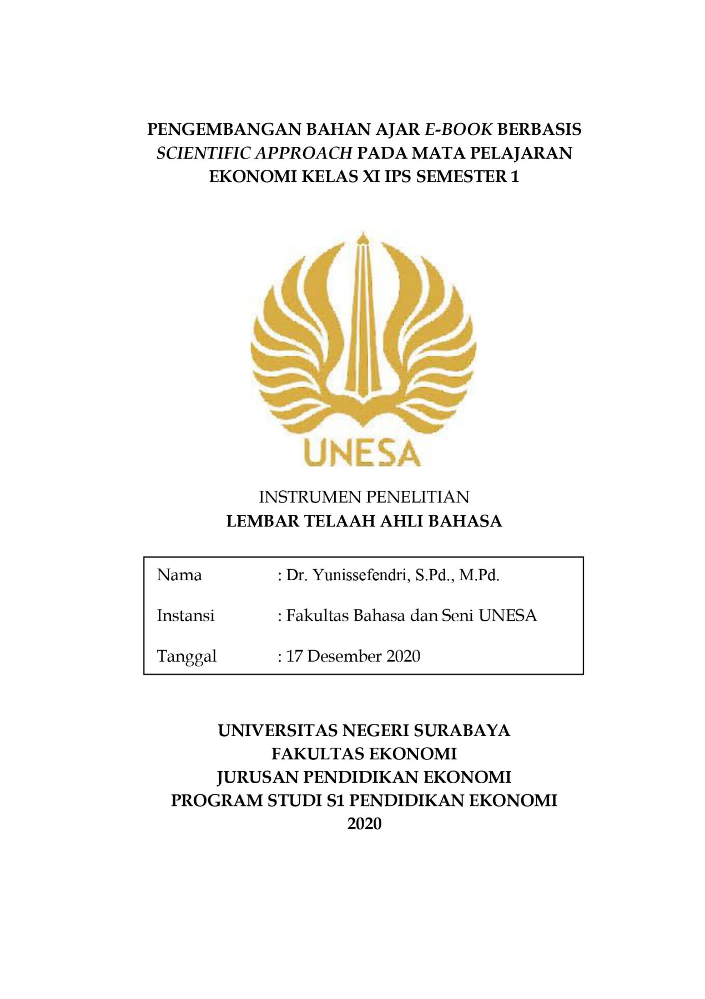 PENGEMBANGAN BAHAN AJAR E-BOOK BERBASIS
SCIENTIFIC APPROACH PADA MATA PELAJARAN
EKONOMI KELAS XI IPS SEMESTER 1
UNESA
INSTRUMEN PENELITIAN
LEMBAR TELAAH AHLI BAHASA
Nama : Dr. Yunissefendri, S.Pd., M.Pd.
Instansi : Fakultas Bahasa dan Seni UNESA
Tanggal : 17 Desember 2020
UNIVERSITAS NEGERI SURABAYA
FAKULTAS EKONOMI
JURUSAN PENDIDIKAN EKONOMI
PROGRAM STUDI S1 PENDIDIKAN EKONOMI
2020